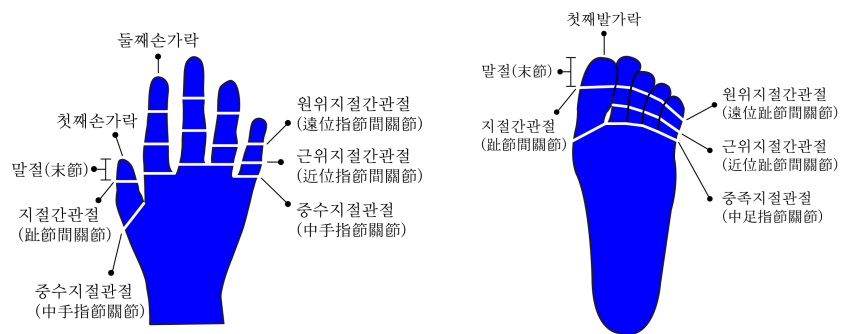 둘째손가락
첫째손가락
말절(末節)
지절간관절
(趾節間關節)
중수지절관절
(中手指節關節)
원위지절간관절
(遠位指節間關節)
근위지절간관절
(近位指節間關節)
중수지절관절
(中手指節關節)
첫째발가락
말절(末節)
지절간관절
(趾節間關節)
원위지절간관절
(遠位趾節間關節)
근위지절간관절
(近位趾節間關節)
중족지절관절
(中足指節關節)